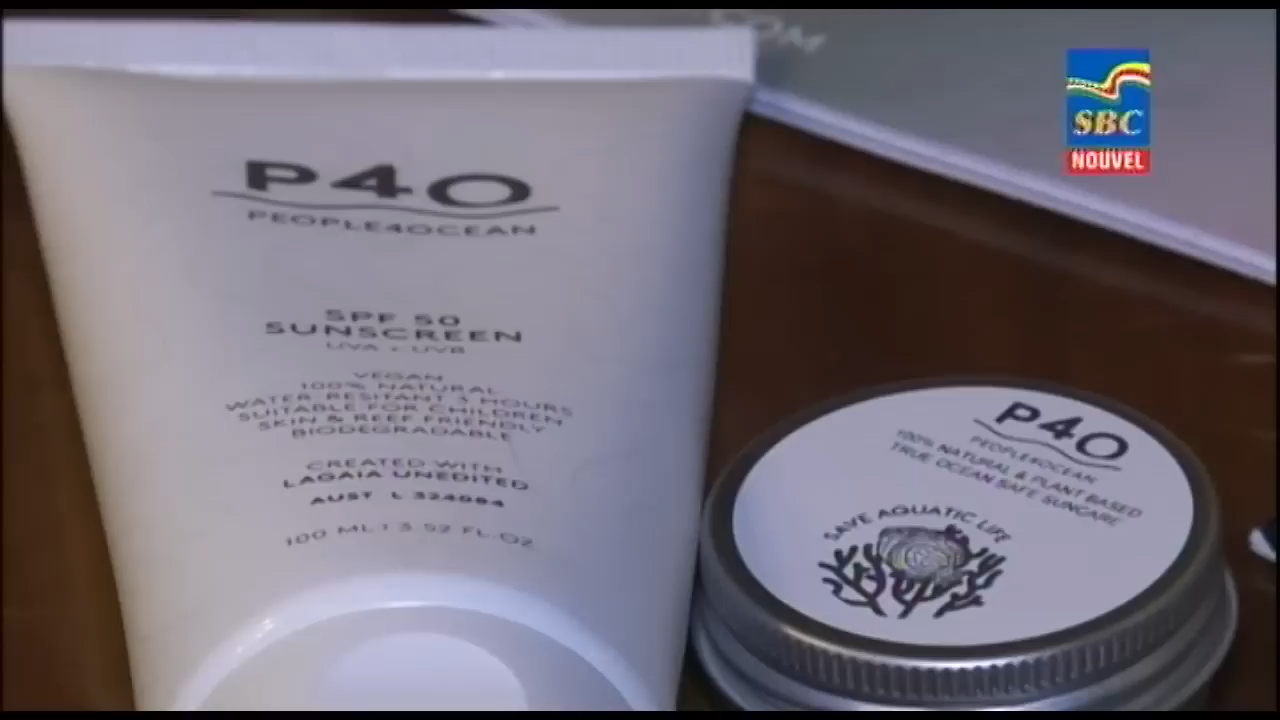 P4O
PEOPLE4OCEAN
SPF 50
SUNSCREEN
UVA + UVB
VEGAN
100% NATURAL
WATER RESITANT 3 HOURS
SUITABLE FOR CHILDREN
SKIN & REEF FRIENDLY
BIODEGRADABLE
CREATED WITH
LAGAIA UNEDITED
AUST L 324094
100 ML | 3.52 FL.OZ
P4O
PEOPLE4OCEAN
100% NATURAL & PLANT BASED
TRUE OCEAN SAFE SUNCARE
SAVE AQUATIC LIFE
SBC
NOUVEL